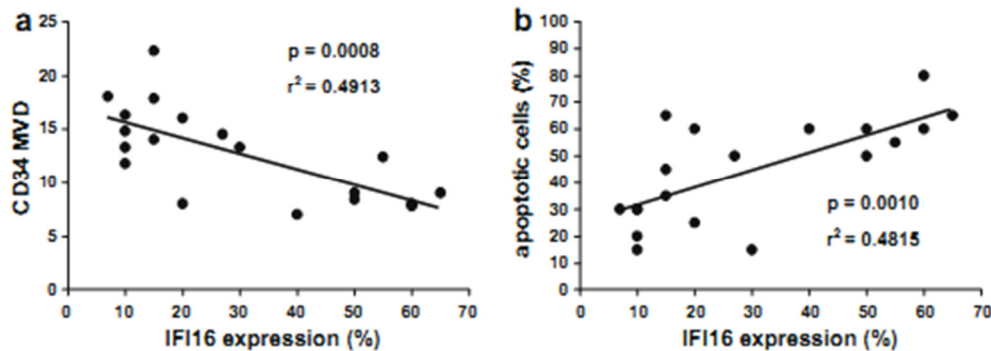 a
25
20
15
10
5
0
CD34 MVD
p = 0.0008
r² = 0.4913
0 10 20 30 40 50 60 70
IFI16 expression (%)
b
100
90
80
70
60
50
40
30
20
10
0
apoptotic cells (%)
p = 0.0010
r² = 0.4815
0 10 20 30 40 50 60 70
IFI16 expression (%)